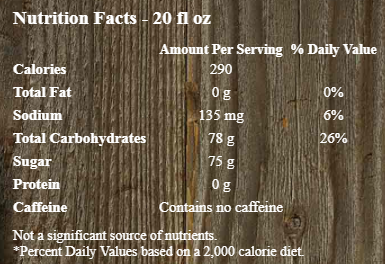 Nutrition Facts - 20 fl oz
Amount Per Serving % Daily Value
Calories 290
Total Fat 0 g 0%
Sodium 135 mg 6%
Total Carbohydrates 78 g 26%
Sugar 75 g
Protein 0 g
Caffeine Contains no caffeine
Not a significant source of nutrients.
*Percent Daily Values based on a 2,000 calorie diet.